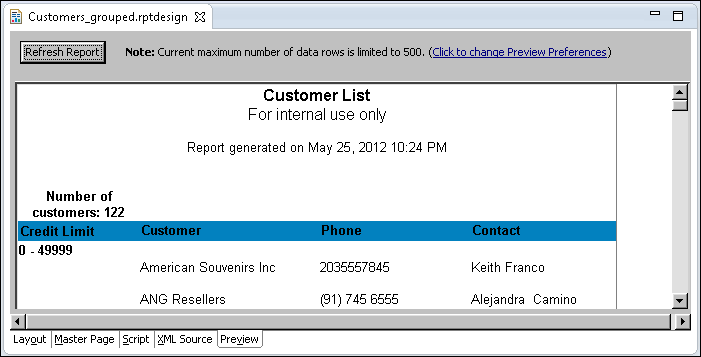 Customers_grouped.rptdesign
Refresh Report Note: Current maximum number of data rows is limited to 500. (Click to change Preview Preferences)
Customer List
For internal use only
Report generated on May 25, 2012 10:24 PM
Number of
customers: 122
Credit Limit Customer Phone Contact
0 - 49999
American Souvenirs Inc 2035557845 Keith Franco
ANG Resellers (91) 745 6555 Alejandra Camino
Layout Master Page Script XML Source Preview